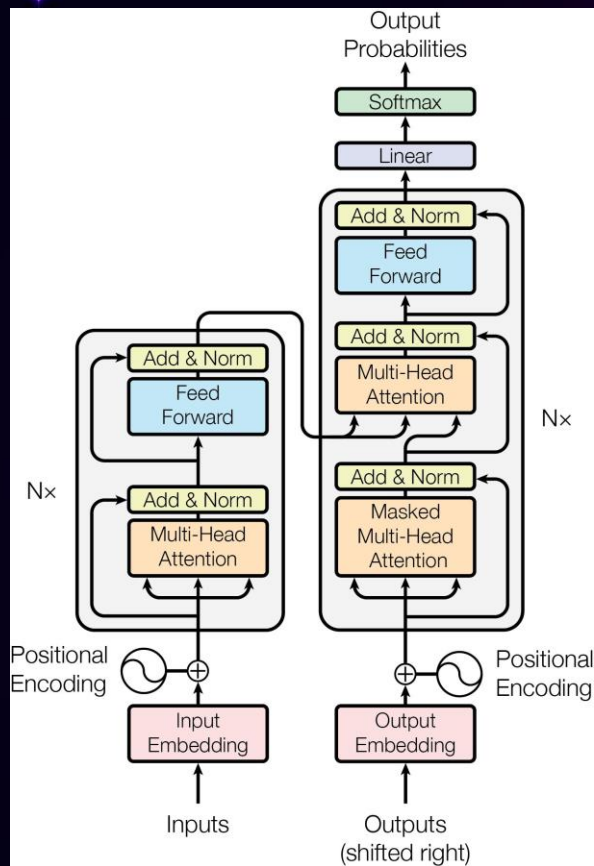 Output
Probabilities
Softmax
Linear
Add & Norm
Feed
Forward
Add & Norm
Multi-Head
Attention
Add & Norm
Masked
Multi-Head
Attention
N×
Add & Norm
Feed
Forward
Add & Norm
Multi-Head
Attention
N×
Positional
Encoding
Positional
Encoding
Input
Embedding
Output
Embedding
Inputs
Outputs
(shifted right)